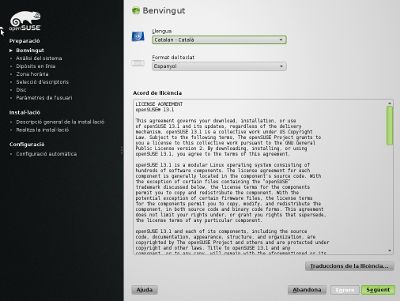 openSUSE
Preparació
Benvingut
Anàlisi del sistema
Dipòsits en línia
Zona horària
Selecció d'escriptoris
Disc
Paràmetres de l'usuari
Instal·lació
Descripció general de la instal·lació
Realitza la instal·lació
Configuració
Configuració automàtica
Benvingut
Llengua
Catalan - Català
Format del teclat
Espanyol
Acord de llicència
LICENSE AGREEMENT
openSUSE® 13.1
This agreement governs your download, installation, or use
of openSUSE 13.1 and its updates, regardless of the delivery
mechanism. openSUSE 13.1 is a collective work under US Copyright
Law. Subject to the following terms, The openSUSE Project grants to
you a license to this collective work pursuant to the GNU General
Public License version 2. By downloading, installing, or using
openSUSE 13.1, you agree to the terms of this agreement.
openSUSE 13.1 is a modular Linux operating system consisting of
hundreds of software components. The license agreement for each
component is generally located in the component's source code. With
the exception of certain files containing the "openSUSE"
trademark discussed below, the license terms for the components
permit you to copy and redistribute the component. With the
potential exception of certain firmware files, the license terms
for the components permit you to copy, modify, and redistribute the
component, in both source code and binary code forms. This agreement
does not limit your rights under, or grant you rights that supersede,
the license terms of any particular component.
openSUSE 13.1 and each of its components, including the source
code, documentation, appearance, structure, and organization, are
copyrighted by The openSUSE Project and others and are protected under
copyright and other laws. Title to openSUSE 13.1 and any
Traduccions de la llicència...
Ajuda
Abandona
Enrere
Següent